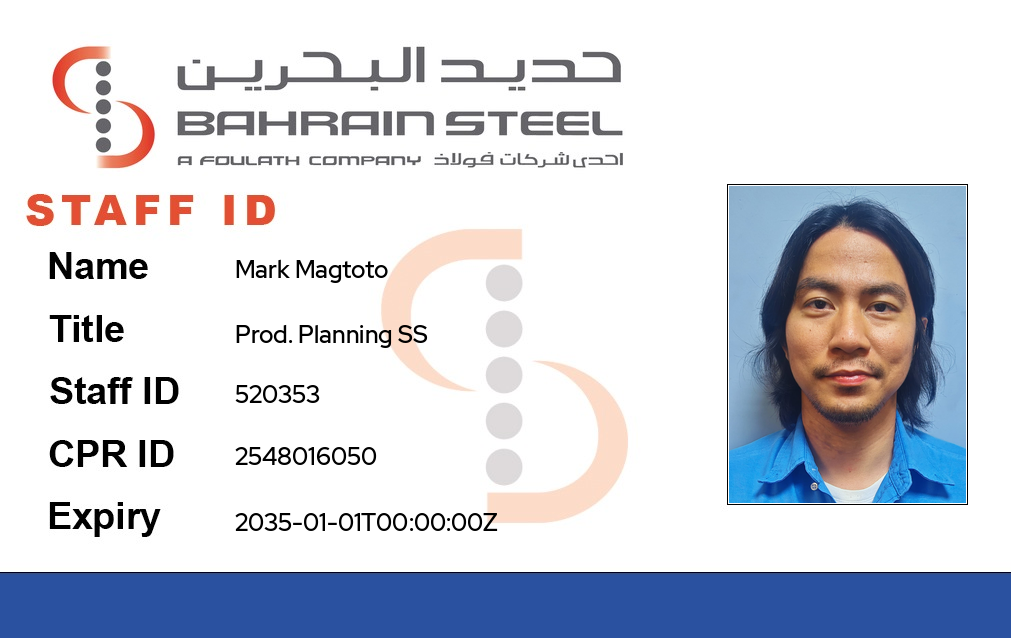 حديد البحرين
BAHRAIN STEEL
A FOULATH COMPANY احدى شركات فولاذ
STAFF ID
Name Mark Magtoto
Title Prod. Planning SS
Staff ID 520353
CPR ID 2548016050
Expiry 2035-01-01T00:00:00Z